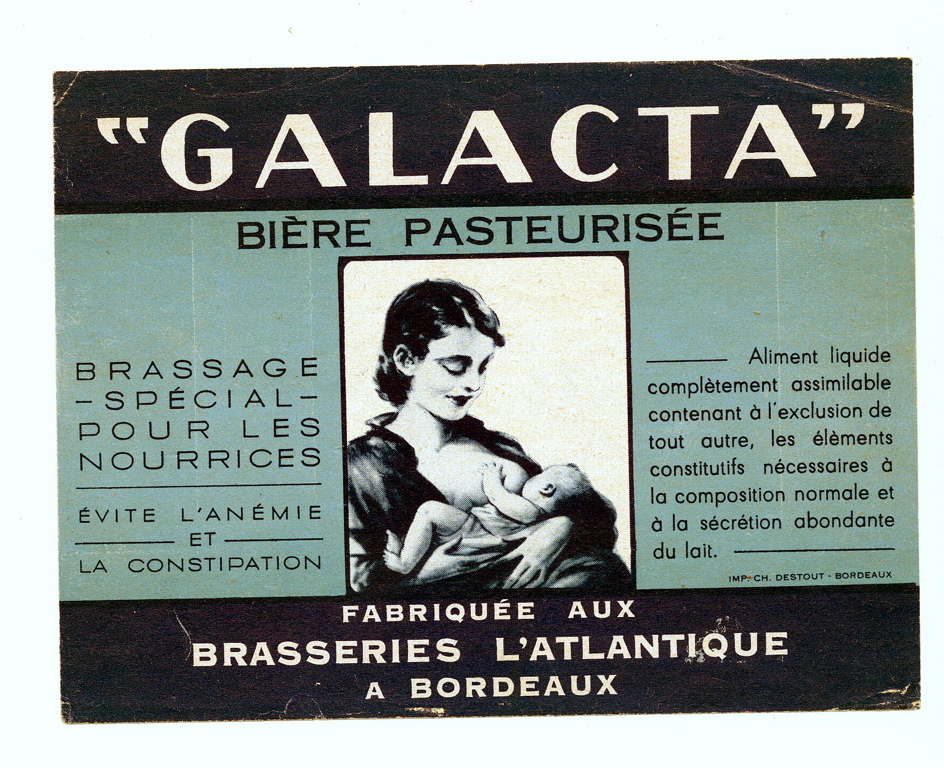 “GALACTA”
BIÈRE PASTEURISÉE
BRASSAGE
–SPÉCIAL–
POUR LES
NOURRICES
ÉVITE L'ANÉMIE
ET
LA CONSTIPATION
Aliment liquide
complètement assimilable
contenant à l'exclusion de
tout autre, les élèments
constitutifs nécessaires à
la composition normale et
à la sécrétion abondante
du lait.
IMP. CH. DESTOUT - BORDEAUX
FABRIQUÉE AUX
BRASSERIES L'ATLANTIQUE
A BORDEAUX